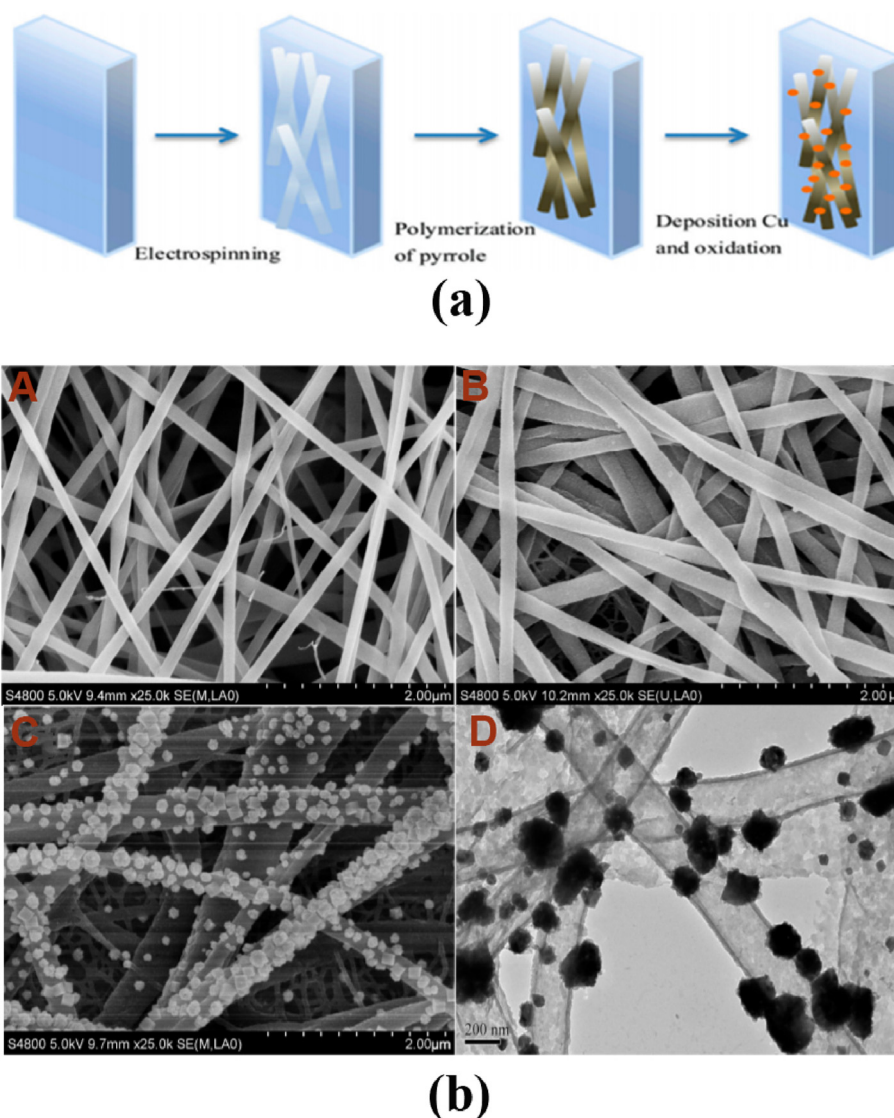 Electrospinning
Polymerization
of pyrrole
Deposition Cu
and oxidation
(a)
A
B
S4800 5.0kV 9.4mm x25.0k SE(M,LA0)
2.00μm
S4800 5.0kV 10.2mm x25.0k SE(U,LA0)
2.00μ
C
D
S4800 5.0kV 9.7mm x25.0k SE(M,LA0)
2.00μm
200 nm
(b)